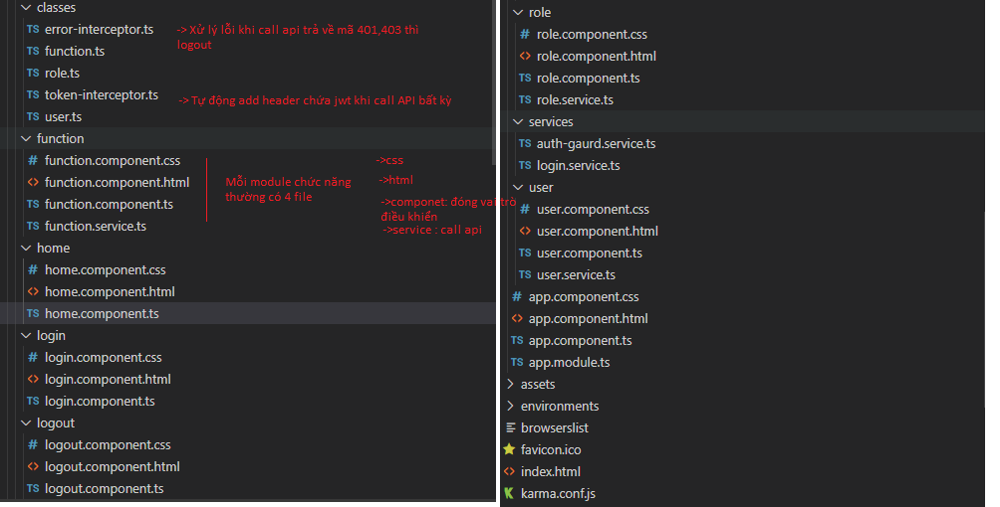 classes
TS error-interceptor.ts
-> Xử lý lỗi khi call api trả về mã 401,403 thì
logout
TS function.ts
TS role.ts
TS token-interceptor.ts
-> Tự động add header chứa jwt khi call API bất kỳ
TS user.ts
function
# function.component.css
->css
<> function.component.html
Mỗi module chức năng
thường có 4 file
->html
TS function.component.ts
->componet: đóng vai trò
điều khiển
TS function.service.ts
->service : call api
home
# home.component.css
<> home.component.html
TS home.component.ts
login
# login.component.css
<> login.component.html
TS login.component.ts
logout
# logout.component.css
<> logout.component.html
TS logout.component.ts
role
# role.component.css
<> role.component.html
TS role.component.ts
TS role.service.ts
services
TS auth-gaurd.service.ts
TS login.service.ts
user
# user.component.css
<> user.component.html
TS user.component.ts
TS user.service.ts
# app.component.css
<> app.component.html
TS app.component.ts
TS app.module.ts
assets
environments
browserslist
favicon.ico
<> index.html
karma.conf.js